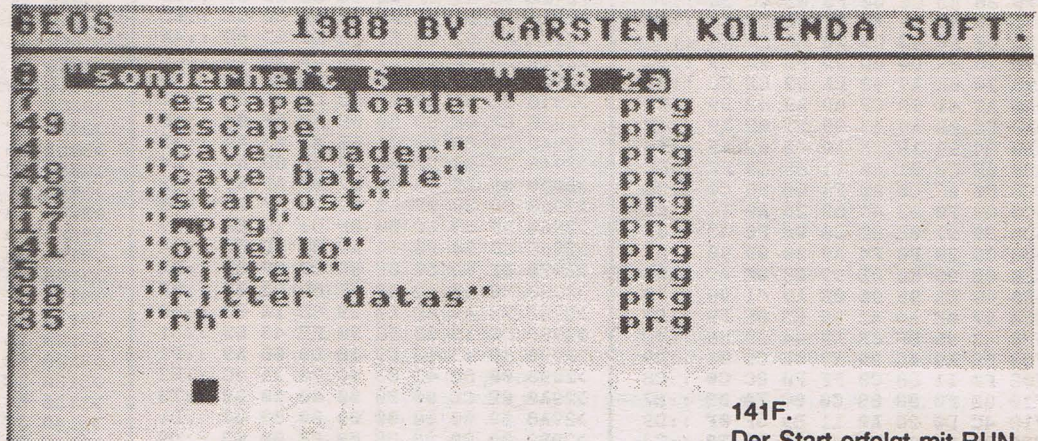 GEOS 1988 BY CARSTEN KOLENDA SOFT.
0 "sonderheft 6 " 88 2a
7 "escape loader" prg
49 "escape" prg
4 "cave-loader" prg
48 "cave battle" prg
13 "starpost" prg
17 prg
41 "othello" prg
5 "ritter" prg
38 "ritter datas" prg
35 "rh" prg
141F.
Der Start erfolgt mit RUN